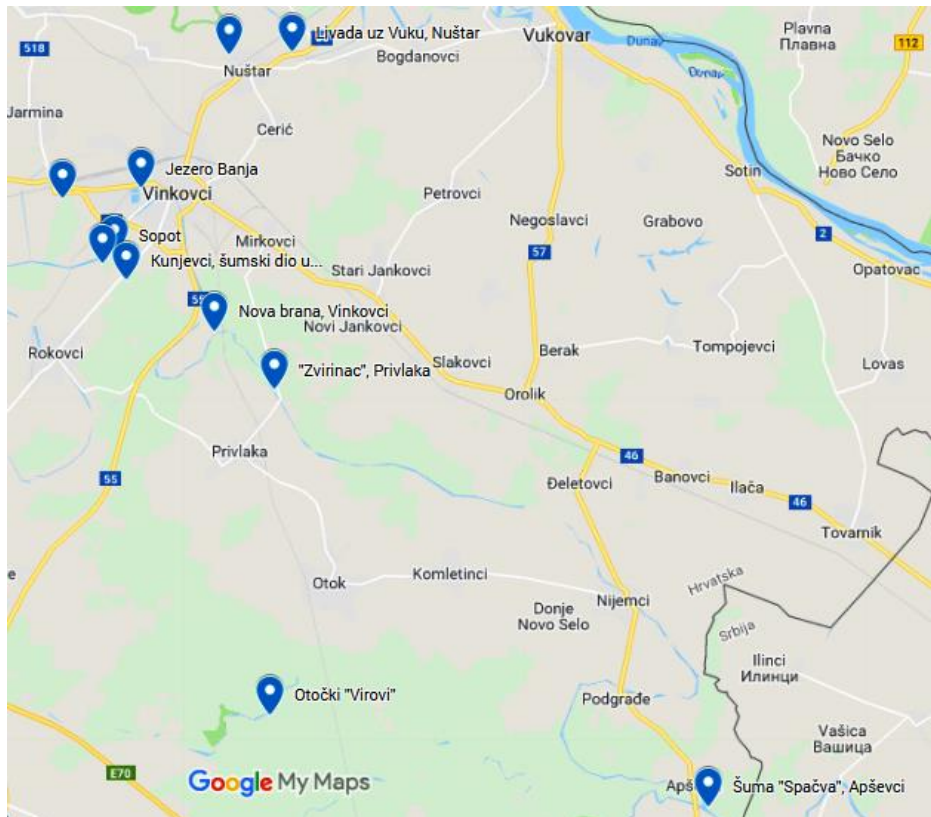 Plavna
Плавна
Livada uz Vuku, Nuštar
Vukovar
Dunav
112
518
Bogdanovci
Nuštar
Dunav
Jarmina
Cerić
Novo Selo
Бачко
Ново Село
Jezero Banja
Sotin
Vinkovci
Petrovci
Negoslavci
Grabovo
2
Sopot
Mirkovci
57
Kunjevci, šumski dio u...
Stari Jankovci
Opatovac
55
Nova brana, Vinkovci
Novi Jankovci
Rokovci
Slakovci
Berak
Tompojevci
Lovas
"Zvirinac", Privlaka
Orolik
Privlaka
46
55
Đeletovci
Banovci
Ilača
46
Tovarnik
e
Otok
Komletinci
Hrvatska
Nijemci
Donje
Novo Selo
Srbija
Ilinci
Илинци
Otočki "Virovi"
Podgrađe
Vašica
Вашица
E70
Google My Maps
Apš
Šuma "Spačva", Apševci